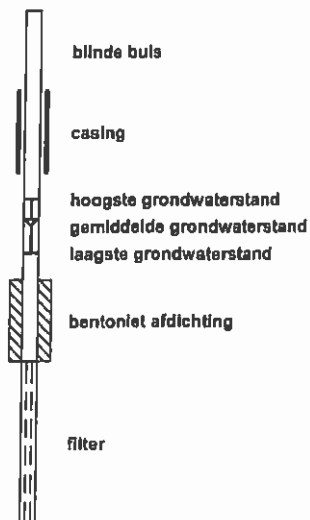 blinde buis
casing
hoogste grondwaterstand
gemiddelde grondwaterstand
laagste grondwaterstand
bentoniet afdichting
filter